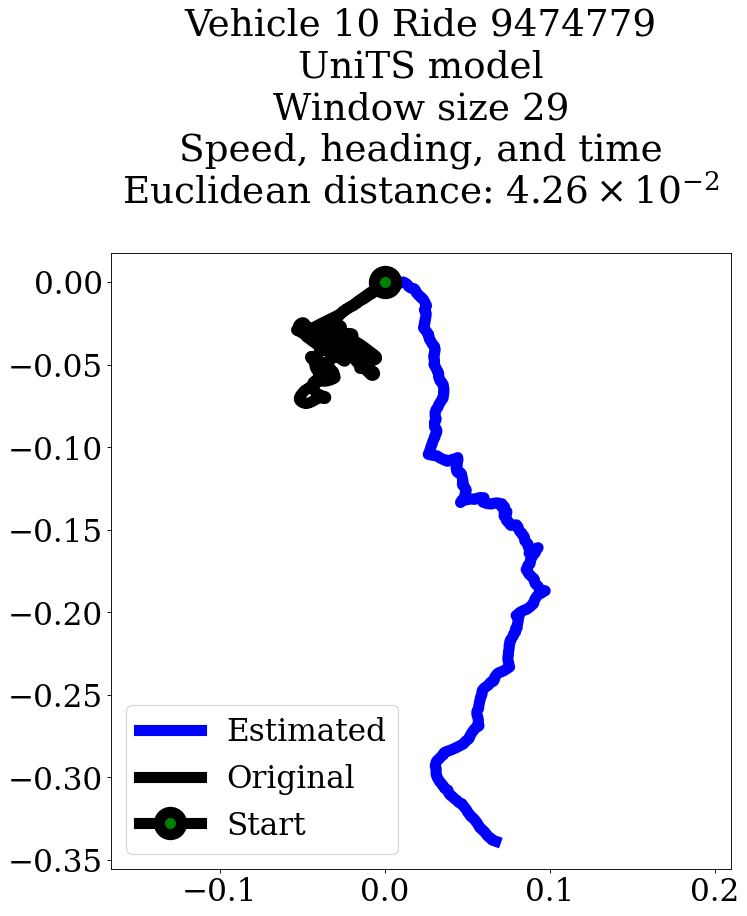 Vehicle 10 Ride 9474779
UniTS model
Window size 29
Speed, heading, and time
Euclidean distance: 4.26 × 10⁻²
0.00
−0.05
−0.10
−0.15
−0.20
−0.25
−0.30
−0.35
Estimated
Original
Start
−0.1 0.0 0.1 0.2